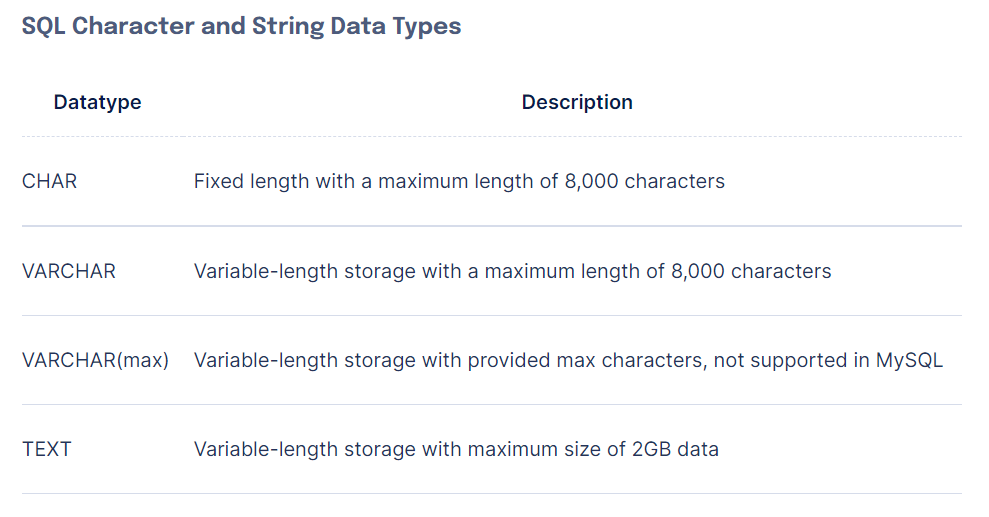 SQL Character and String Data Types
Datatype Description
CHAR Fixed length with a maximum length of 8,000 characters
VARCHAR Variable-length storage with a maximum length of 8,000 characters
VARCHAR(max) Variable-length storage with provided max characters, not supported in MySQL
TEXT Variable-length storage with maximum size of 2GB data